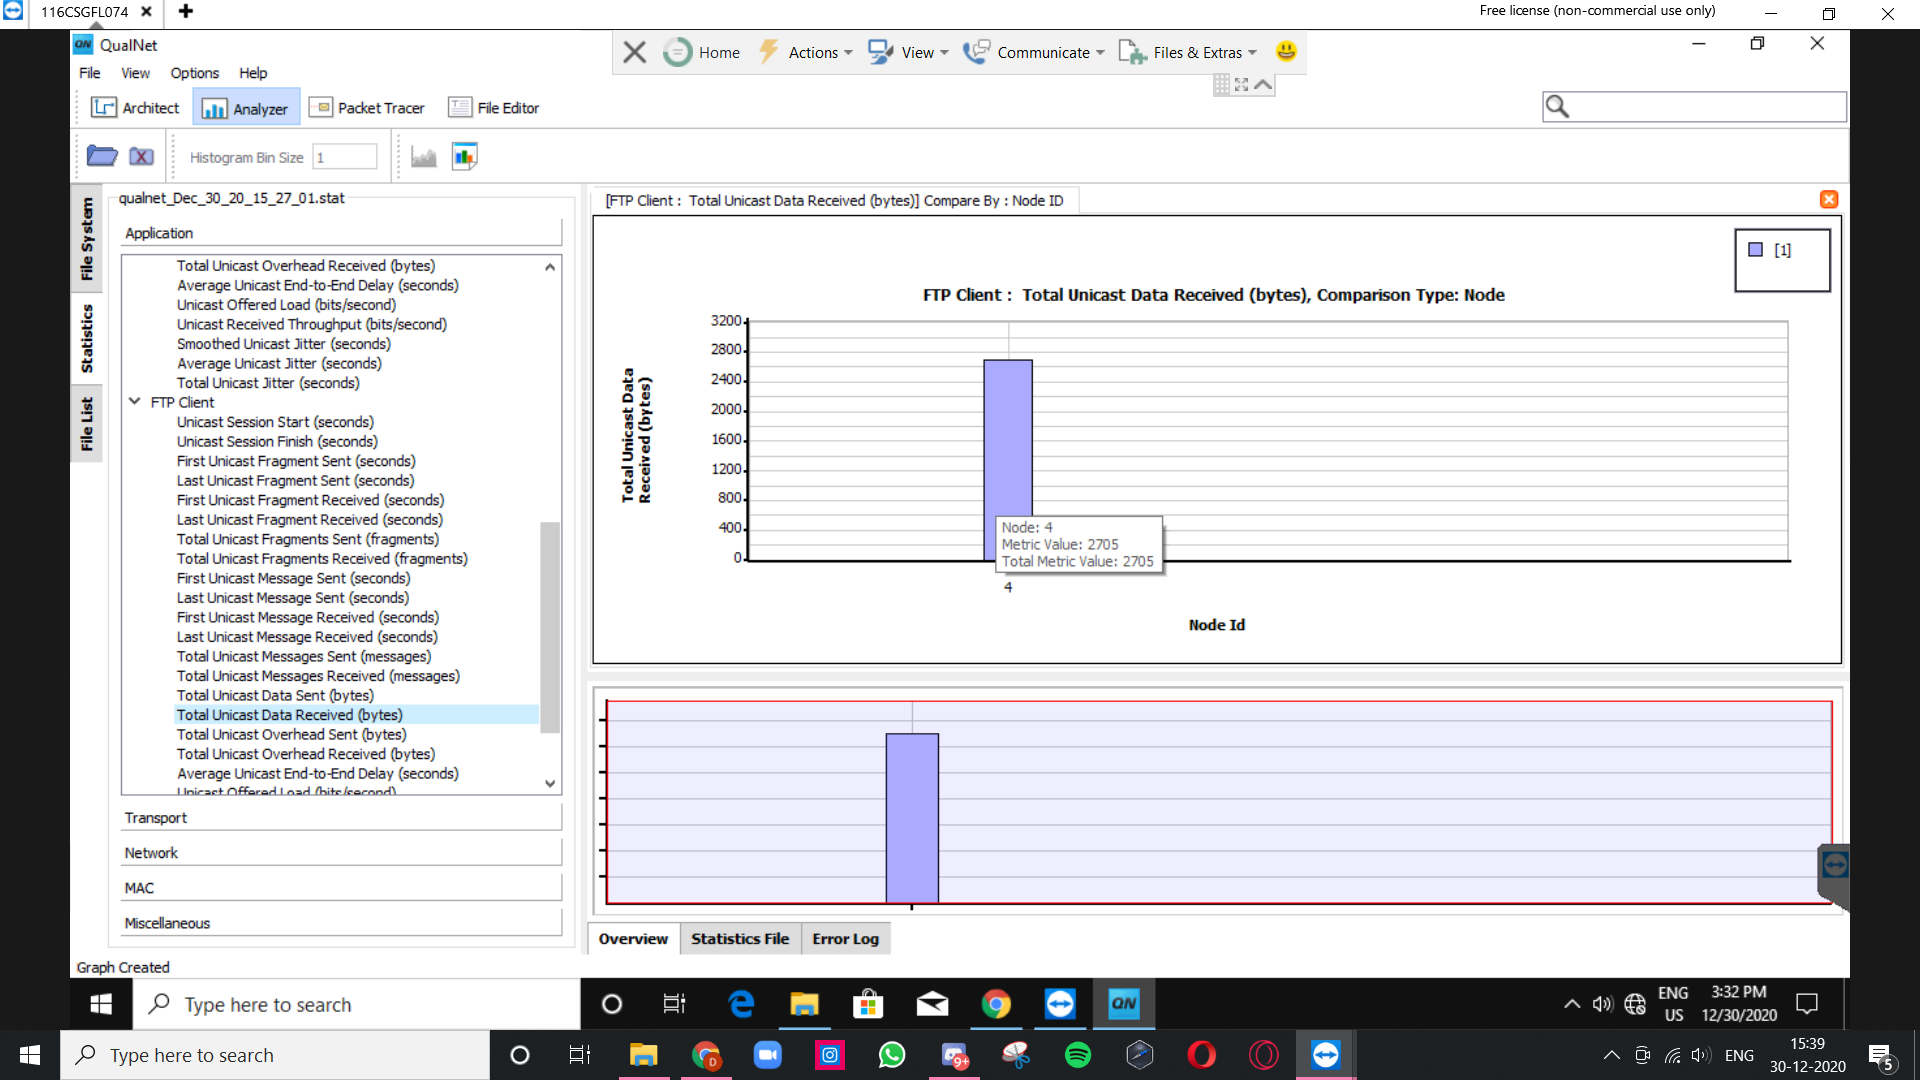 116CSGFL074
Free license (non-commercial use only)
QN QualNet
Home Actions View Communicate Files & Extras
File View Options Help
Architect Analyzer Packet Tracer File Editor
Histogram Bin Size 1
File System
Statistics
File List
qualnet_Dec_30_20_15_27_01.stat
Application
Total Unicast Overhead Received (bytes)
Average Unicast End-to-End Delay (seconds)
Unicast Offered Load (bits/second)
Unicast Received Throughput (bits/second)
Smoothed Unicast Jitter (seconds)
Average Unicast Jitter (seconds)
Total Unicast Jitter (seconds)
FTP Client
Unicast Session Start (seconds)
Unicast Session Finish (seconds)
First Unicast Fragment Sent (seconds)
Last Unicast Fragment Sent (seconds)
First Unicast Fragment Received (seconds)
Last Unicast Fragment Received (seconds)
Total Unicast Fragments Sent (fragments)
Total Unicast Fragments Received (fragments)
First Unicast Message Sent (seconds)
Last Unicast Message Sent (seconds)
First Unicast Message Received (seconds)
Last Unicast Message Received (seconds)
Total Unicast Messages Sent (messages)
Total Unicast Messages Received (messages)
Total Unicast Data Sent (bytes)
Total Unicast Data Received (bytes)
Total Unicast Overhead Sent (bytes)
Total Unicast Overhead Received (bytes)
Average Unicast End-to-End Delay (seconds)
Unicast Offered Load (bits/second)
Transport
Network
MAC
Miscellaneous
Graph Created
[FTP Client : Total Unicast Data Received (bytes)] Compare By : Node ID
[1]
FTP Client : Total Unicast Data Received (bytes), Comparison Type: Node
Total Unicast Data
Received (bytes)
3200
2800
2400
2000
1600
1200
800
400
0
Node: 4
Metric Value: 2705
Total Metric Value: 2705
4
Node Id
Overview Statistics File Error Log
Type here to search
QN
ENG
US
3:32 PM
12/30/2020
Type here to search
D
9+
ENG
15:39
30-12-2020
5